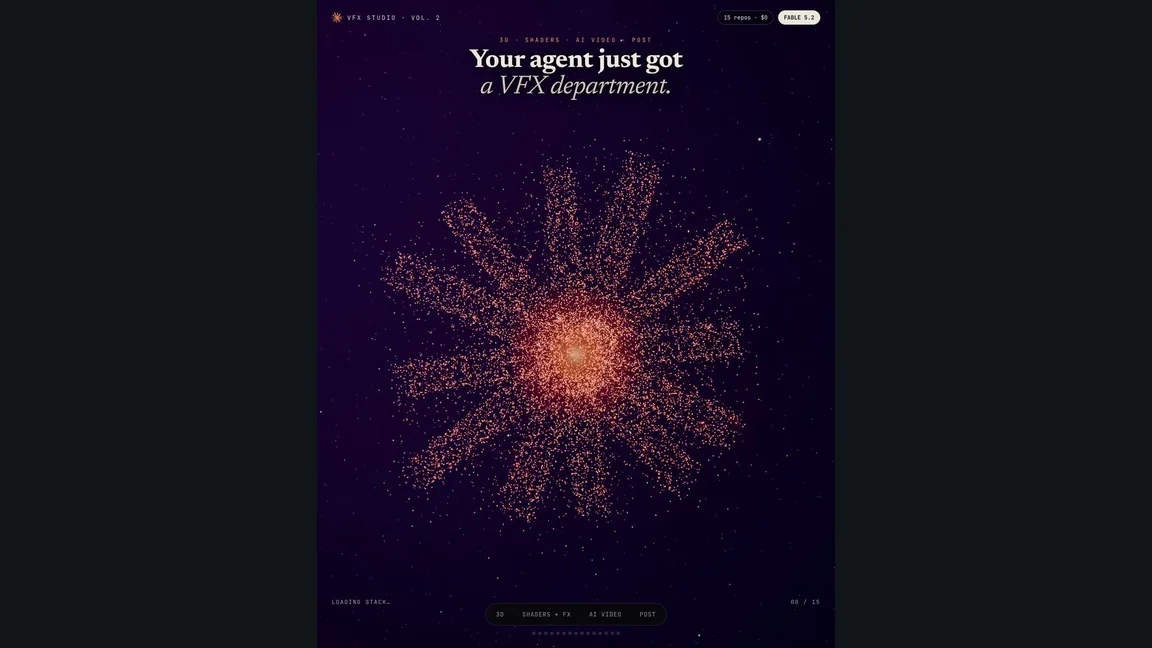 VFX STUDIO · VOL. 2
15 repos · $0
FABLE 5.2
3D · SHADERS · AI VIDEO · POST
Your agent just got
a VFX department.
LOADING STACK…
00 / 15
3D
SHADERS + FX
AI VIDEO
POST